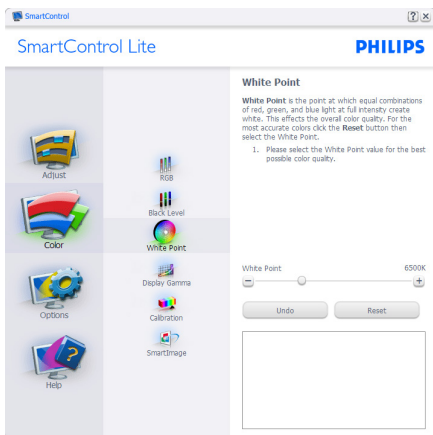 SmartControl
? ×
SmartControl Lite
PHILIPS
Adjust
Color
Options
Help
RGB
Black Level
White Point
Display Gamma
Calibration
SmartImage
White Point
White Point is the point at which equal combinations
of red, green, and blue light at full intensity create
white. This effects the overall color quality. For the
most accurate colors click the Reset button then
select the White Point.
1. Please select the White Point value for the best
possible color quality.
White Point 6500K
Undo Reset